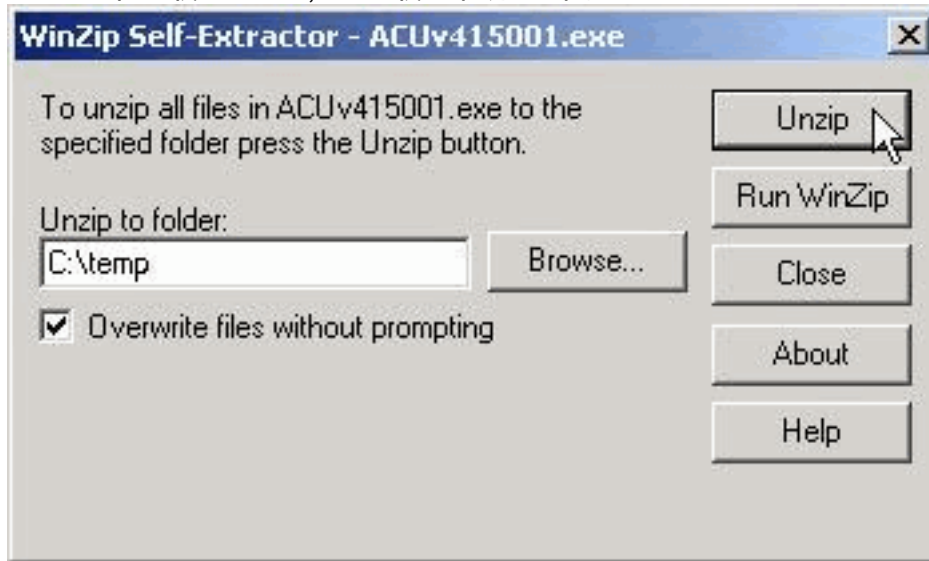 WinZip Self-Extractor - ACUv415001.exe
To unzip all files in ACUv415001.exe to the
specified folder press the Unzip button.
Unzip
Run WinZip
Unzip to folder:
C:\temp
Browse...
Close
Overwrite files without prompting
About
Help